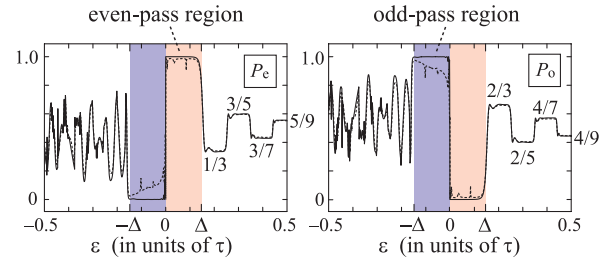 even-pass region
odd-pass region
1.0
0
P_e
3/5
5/9
1/3
3/7
−0.5
−Δ
0
Δ
0.5
ε (in units of τ)
1.0
0
P_o
2/3
4/7
2/5
4/9
−0.5
−Δ
0
Δ
0.5
ε (in units of τ)